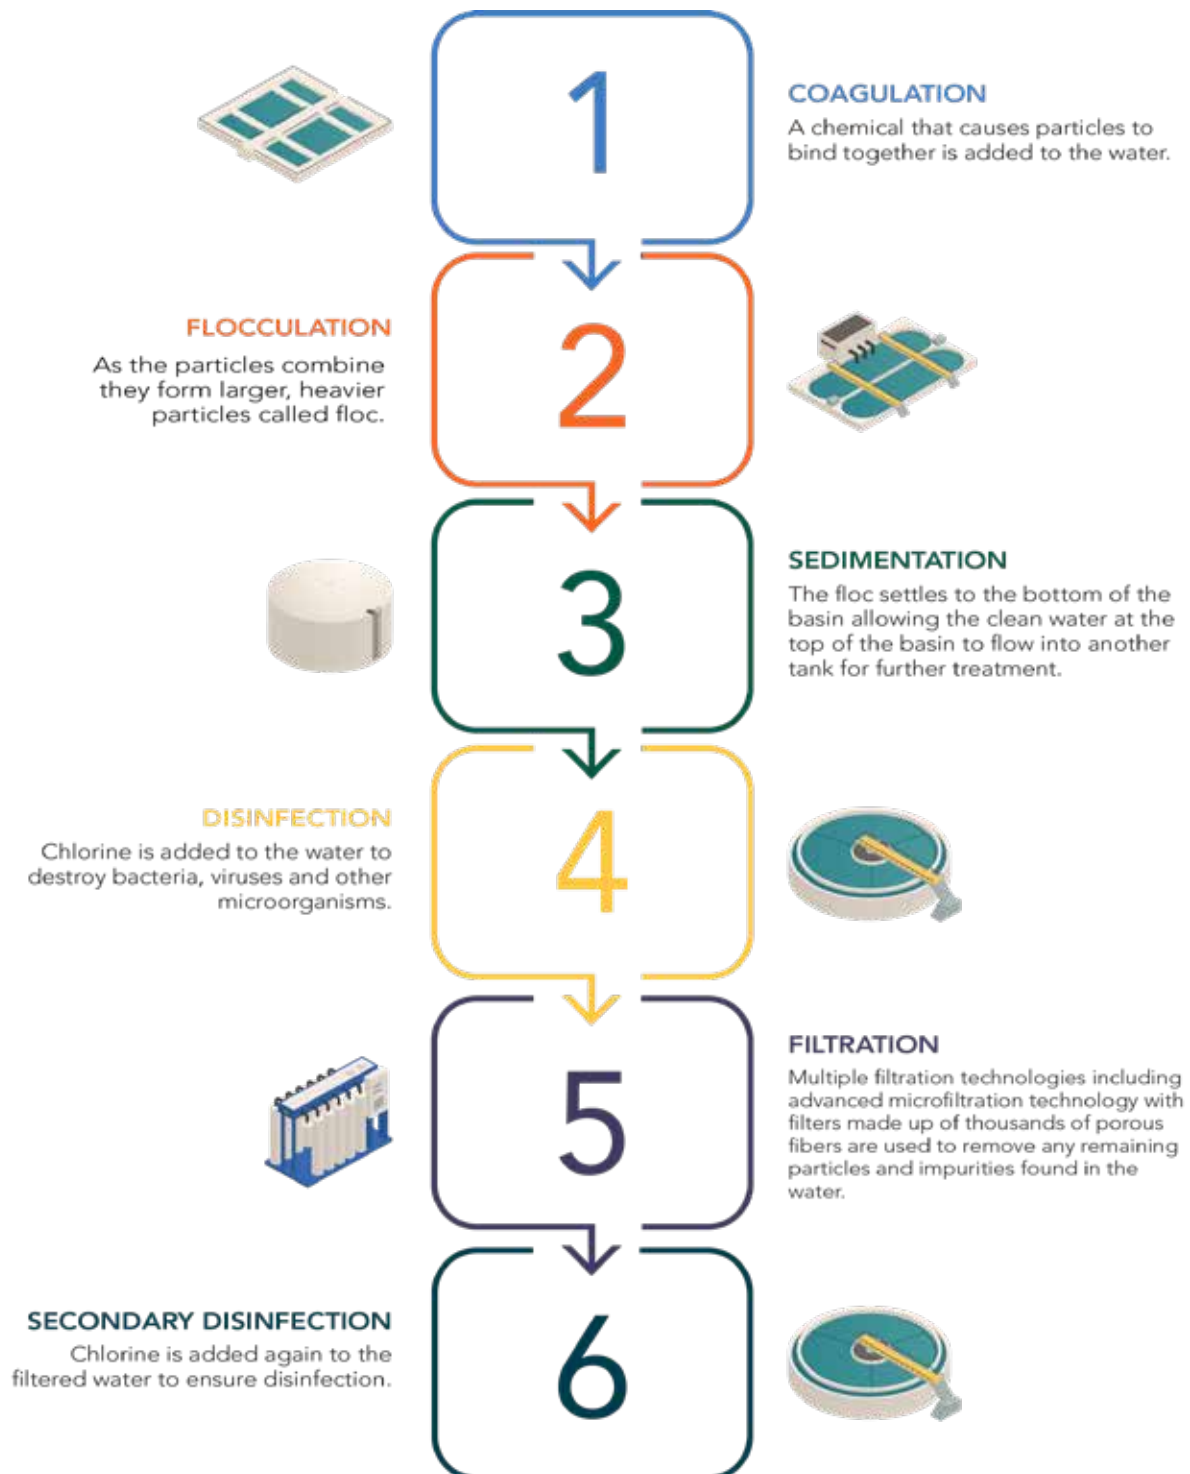 1
COAGULATION
A chemical that causes particles to
bind together is added to the water.
FLOCCULATION
As the particles combine
they form larger, heavier
particles called floc.
2
3
SEDIMENTATION
The floc settles to the bottom of the
basin allowing the clean water at the
top of the basin to flow into another
tank for further treatment.
DISINFECTION
Chlorine is added to the water to
destroy bacteria, viruses and other
microorganisms.
4
5
FILTRATION
Multiple filtration technologies including
advanced microfiltration technology with
filters made up of thousands of porous
fibers are used to remove any remaining
particles and impurities found in the
water.
SECONDARY DISINFECTION
Chlorine is added again to the
filtered water to ensure disinfection.
6